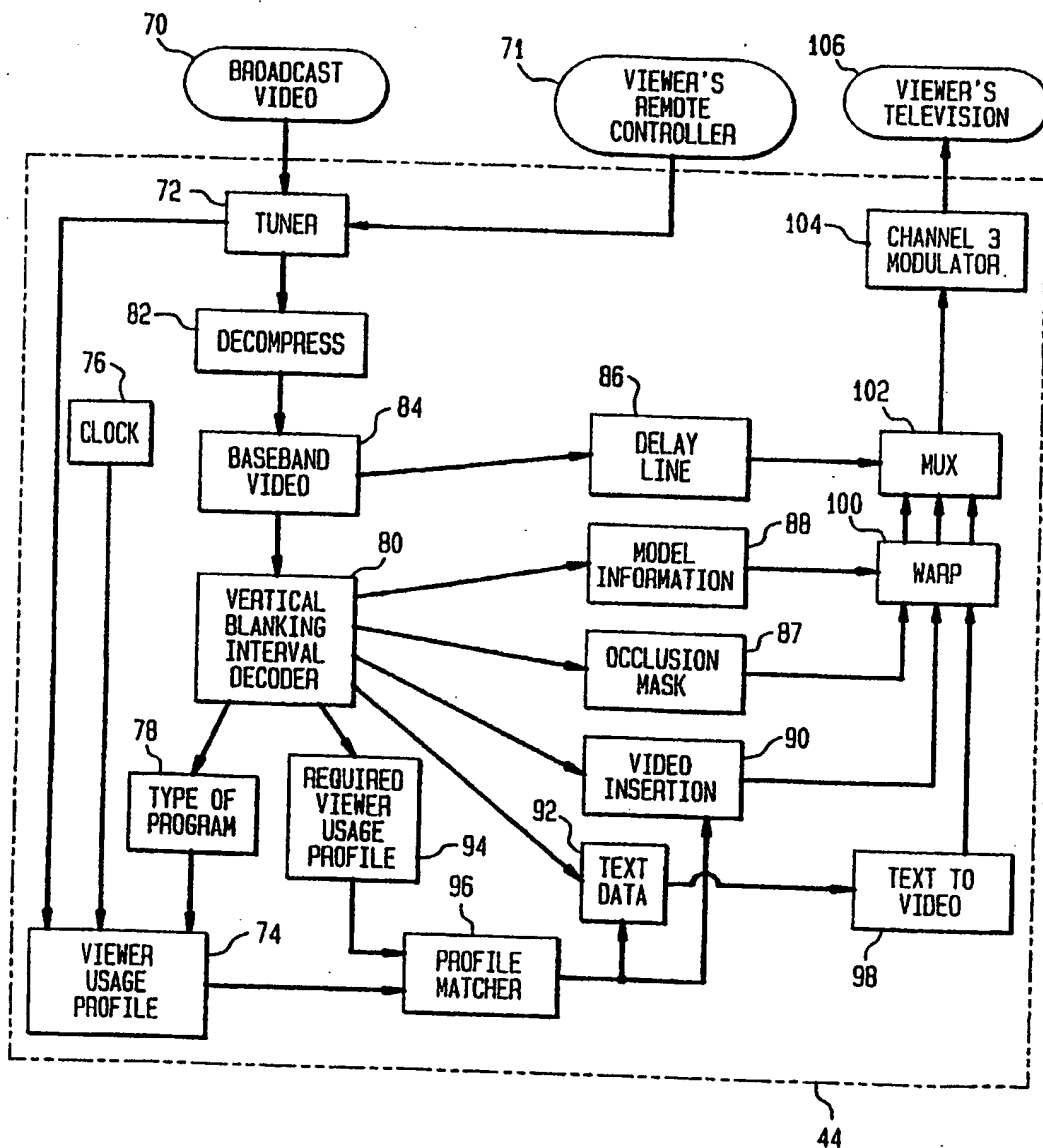 70
BROADCAST
VIDEO
71
VIEWER'S
REMOTE
CONTROLLER
106
VIEWER'S
TELEVISION
72
TUNER
104
CHANNEL 3
MODULATOR
82
DECOMPRESS
76
CLOCK
84
BASEBAND
VIDEO
86
DELAY
LINE
102
MUX
80
VERTICAL
BLANKING
INTERVAL
DECODER
88
MODEL
INFORMATION
100
WARP
87
OCCLUSION
MASK
90
VIDEO
INSERTION
78
TYPE OF
PROGRAM
REQUIRED
VIEWER
USAGE
PROFILE
94
92
TEXT
DATA
TEXT TO
VIDEO
98
74
VIEWER
USAGE
PROFILE
96
PROFILE
MATCHER
44